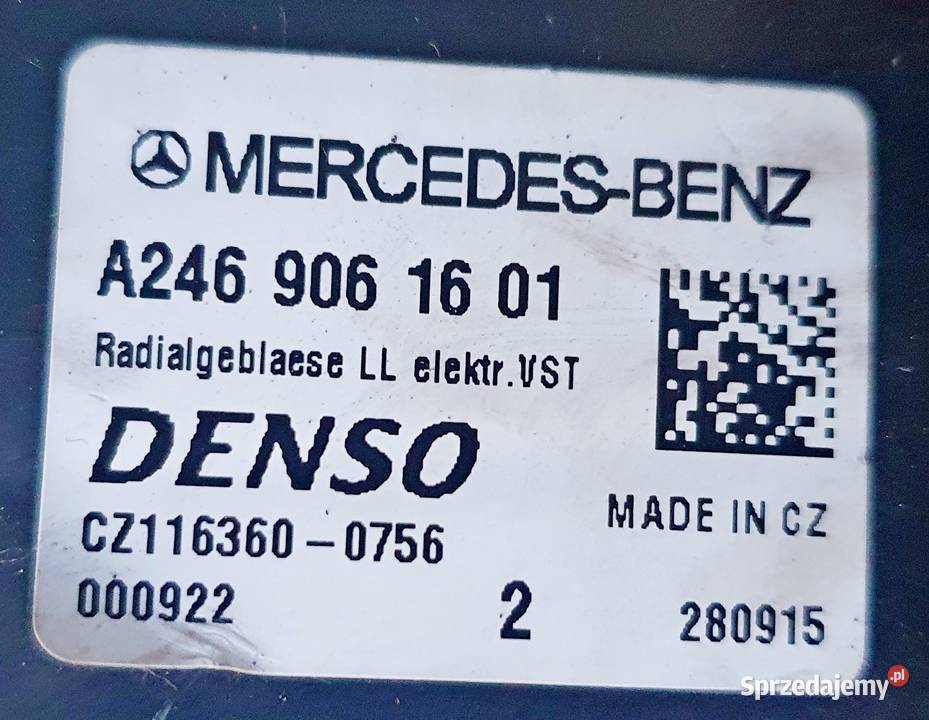 MERCEDES-BENZ
A246 906 16 01
Radialgeblaese LL elektr.VST
DENSO
CZ116360-0756
MADE IN CZ
000922 2 280915
Sprzedajemy.pl